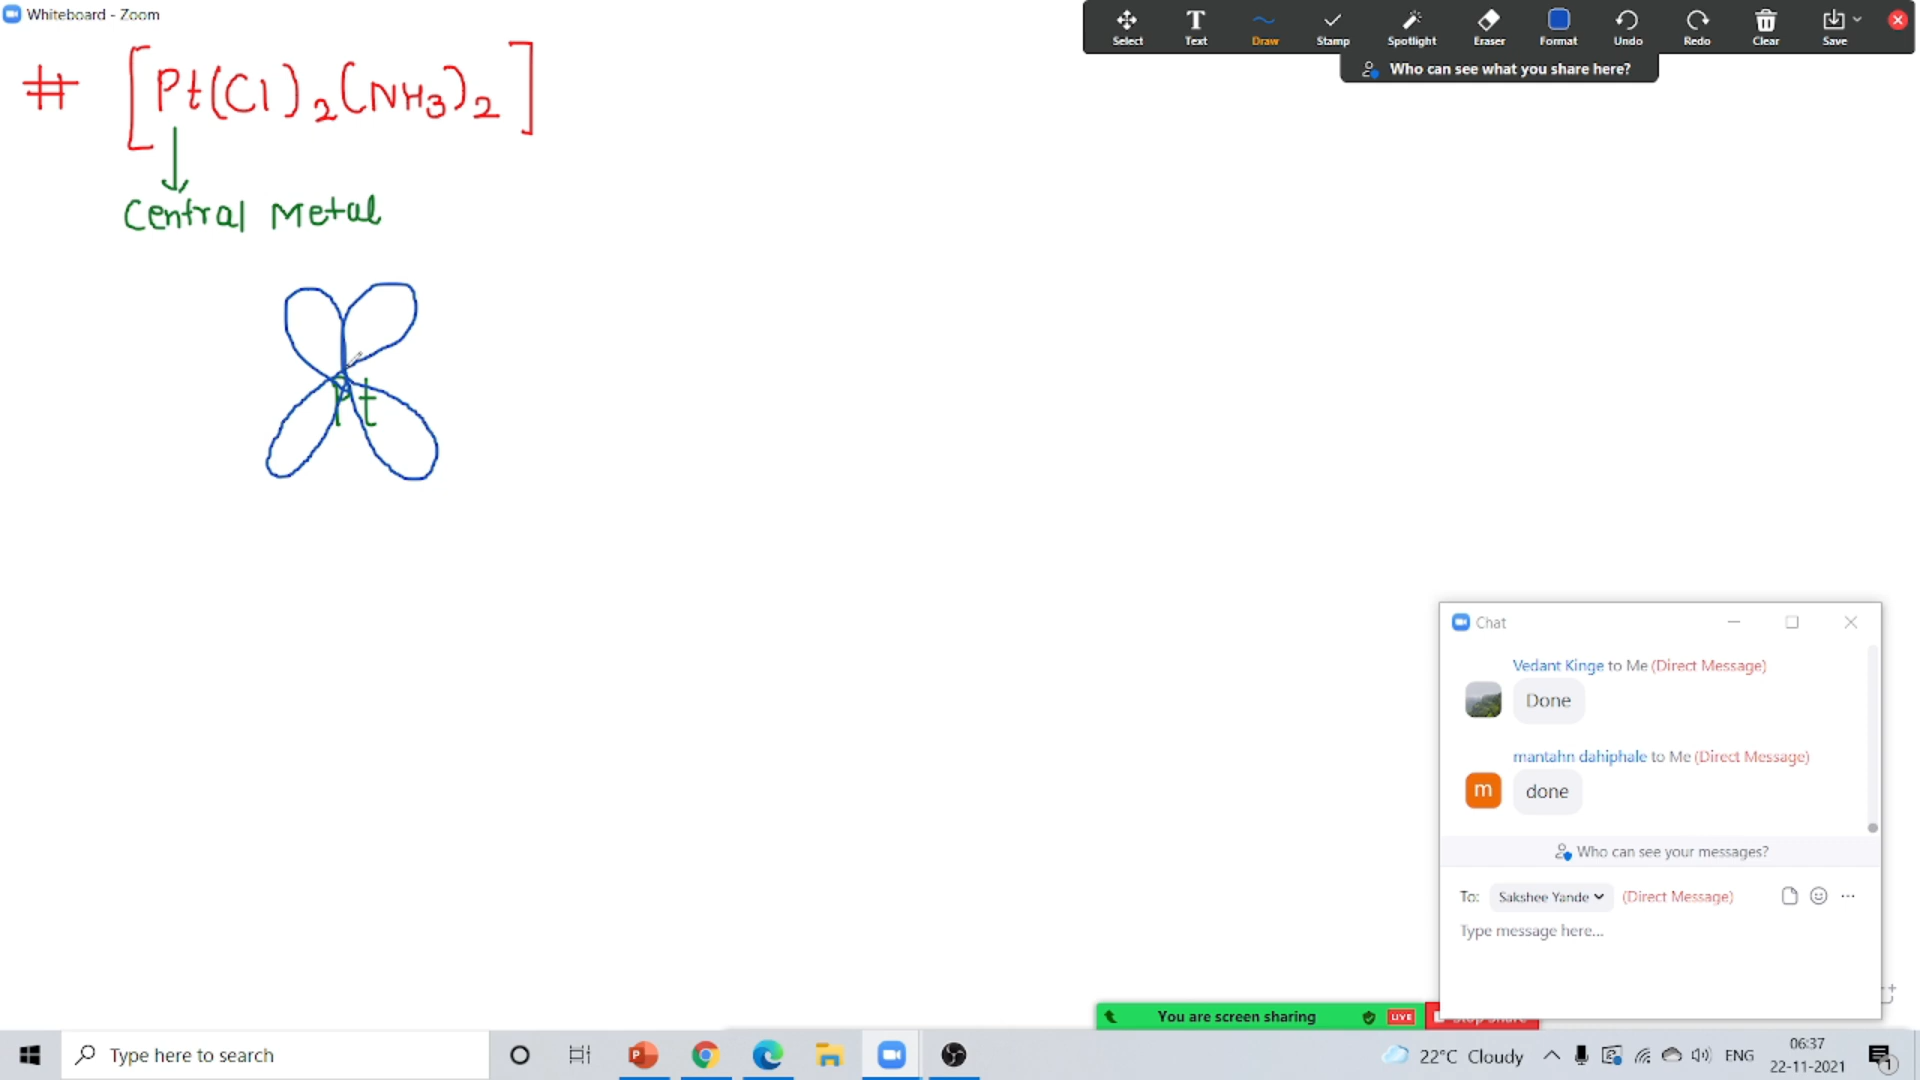 Whiteboard - Zoom
Select Text Draw Stamp Spotlight Eraser Format Undo Redo Clear Save
Who can see what you share here?
# [Pt(Cl)2(NH3)2]
Central Metal
Pt
Chat
Vedant Kinge to Me (Direct Message)
Done
mantahn dahiphale to Me (Direct Message)
m
done
Who can see your messages?
To: Sakshee Yande (Direct Message)
Type message here...
You are screen sharing LIVE
Type here to search
22°C Cloudy
ENG
06:37
22-11-2021
1